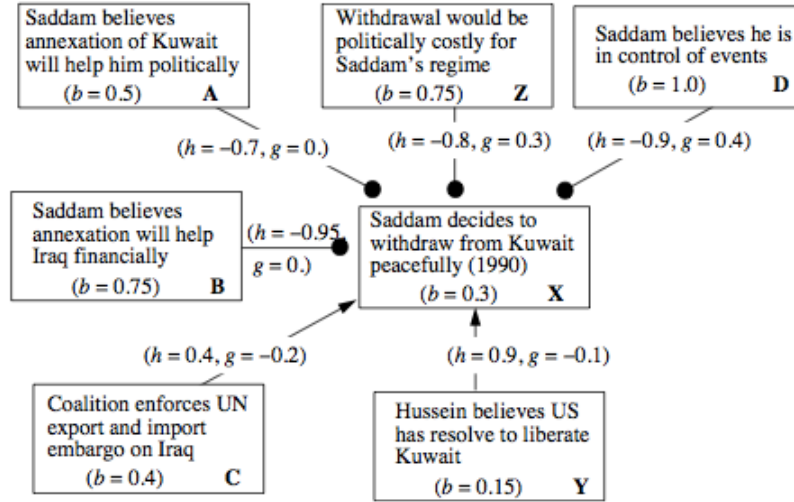 Saddam believes
annexation of Kuwait
will help him politically
(b = 0.5) A
Withdrawal would be
politically costly for
Saddam's regime
(b = 0.75) Z
Saddam believes he is
in control of events
(b = 1.0) D
(h = –0.7, g = 0.)
(h = –0.8, g = 0.3)
(h = –0.9, g = 0.4)
Saddam believes
annexation will help
Iraq financially
(b = 0.75) B
(h = –0.95,
g = 0.)
Saddam decides to
withdraw from Kuwait
peacefully (1990)
(b = 0.3) X
(h = 0.4, g = –0.2)
(h = 0.9, g = –0.1)
Coalition enforces UN
export and import
embargo on Iraq
(b = 0.4) C
Hussein believes US
has resolve to liberate
Kuwait
(b = 0.15) Y